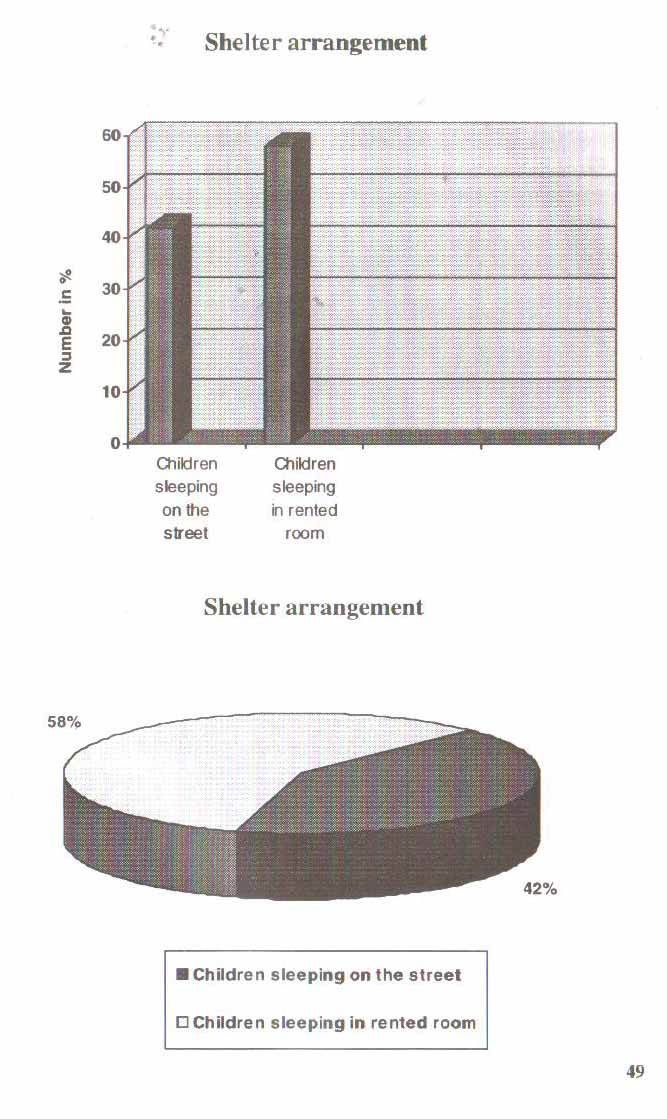 Shelter arrangement
60
50
40
30
20
10
0
Number in %
Children sleeping on the street
Children sleeping in rented room
Shelter arrangement
58%
42%
Children sleeping on the street
Children sleeping in rented room
49